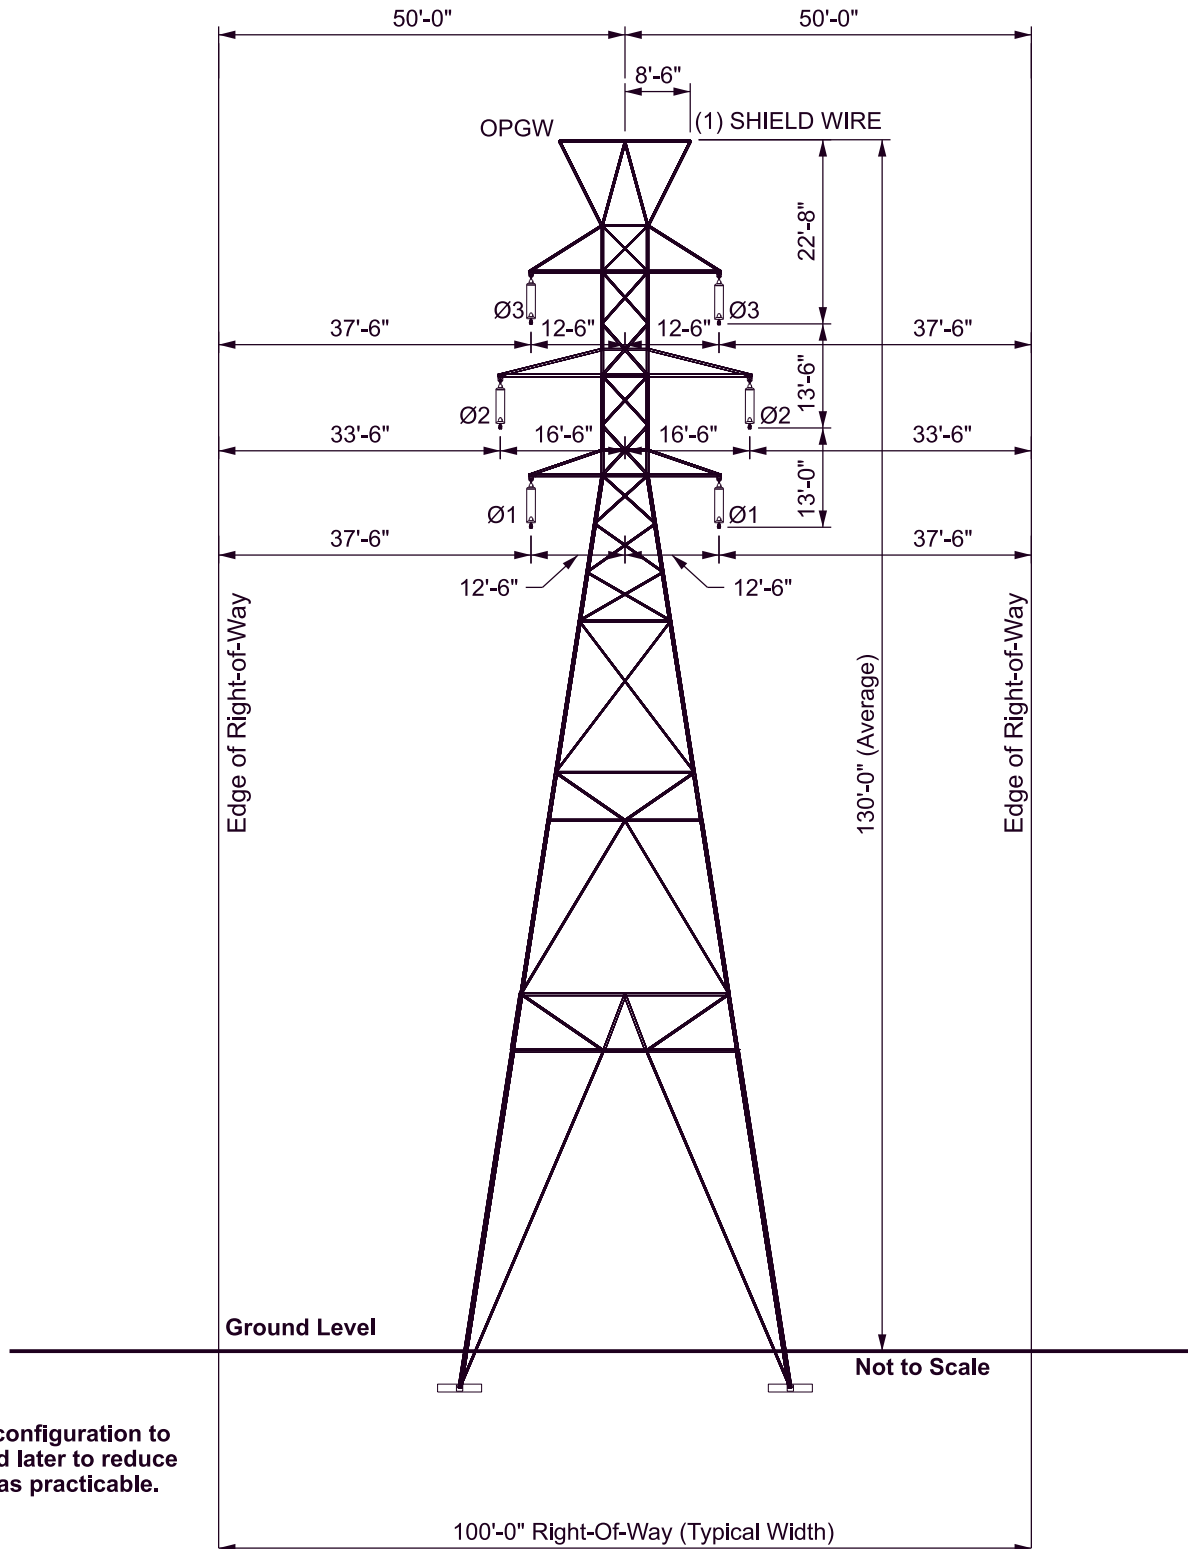 50'-0" 50'-0"
8'-6"
OPGW (1) SHIELD WIRE
22'-8"
Ø3 Ø3
37'-6" 12-6" 12-6" 37'-6"
13'-6"
Ø2 Ø2
33'-6" 16'-6" 16'-6" 33'-6"
13'-0"
Ø1 Ø1
37'-6" 37'-6"
12'-6" 12'-6"
Edge of Right-of-Way
130'-0" (Average)
Edge of Right-of-Way
Ground Level
Not to Scale
configuration to
d later to reduce
as practicable.
100'-0" Right-Of-Way (Typical Width)